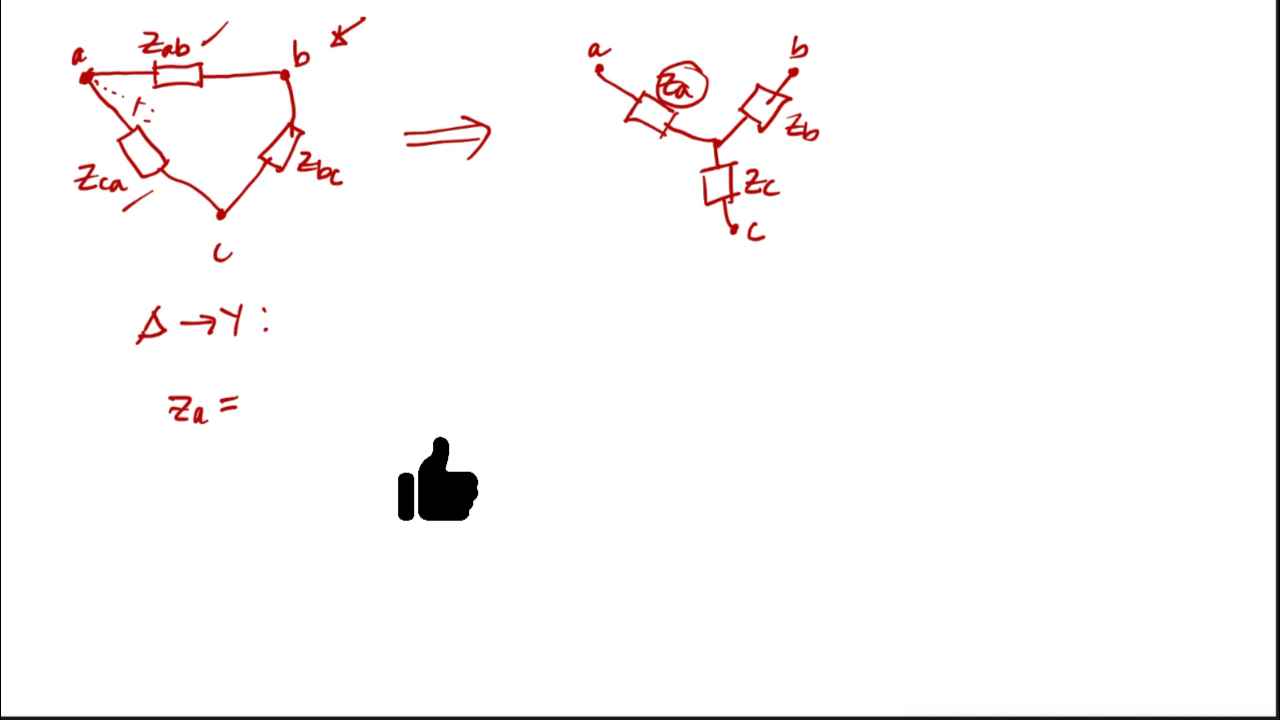 a Zab b
Zca Zbc
c
a Za b
Zb
Zc
c
Δ → Y :
Za =